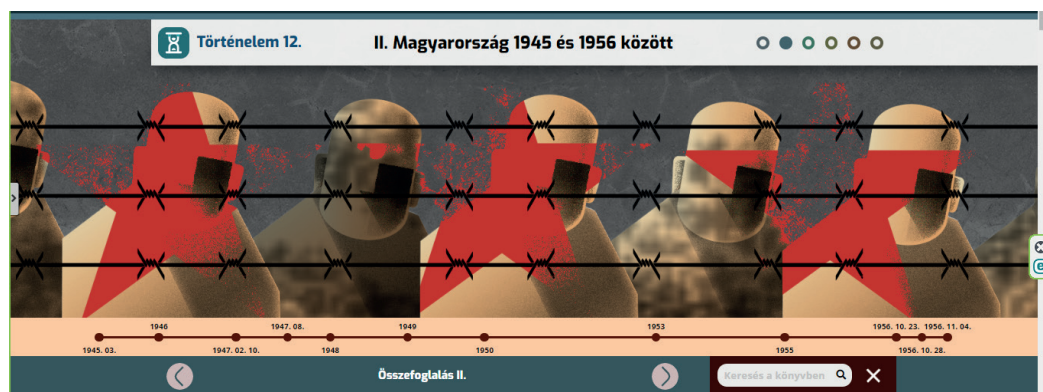 Történelem 12.
II. Magyarország 1945 és 1956 között
1946 1947. 08. 1949 1953 1956. 10. 23. 1956. 11. 04.
1945. 03. 1947. 02. 10. 1948 1950 1955 1956. 10. 28.
Összefoglalás II.
Keresés a könyvben